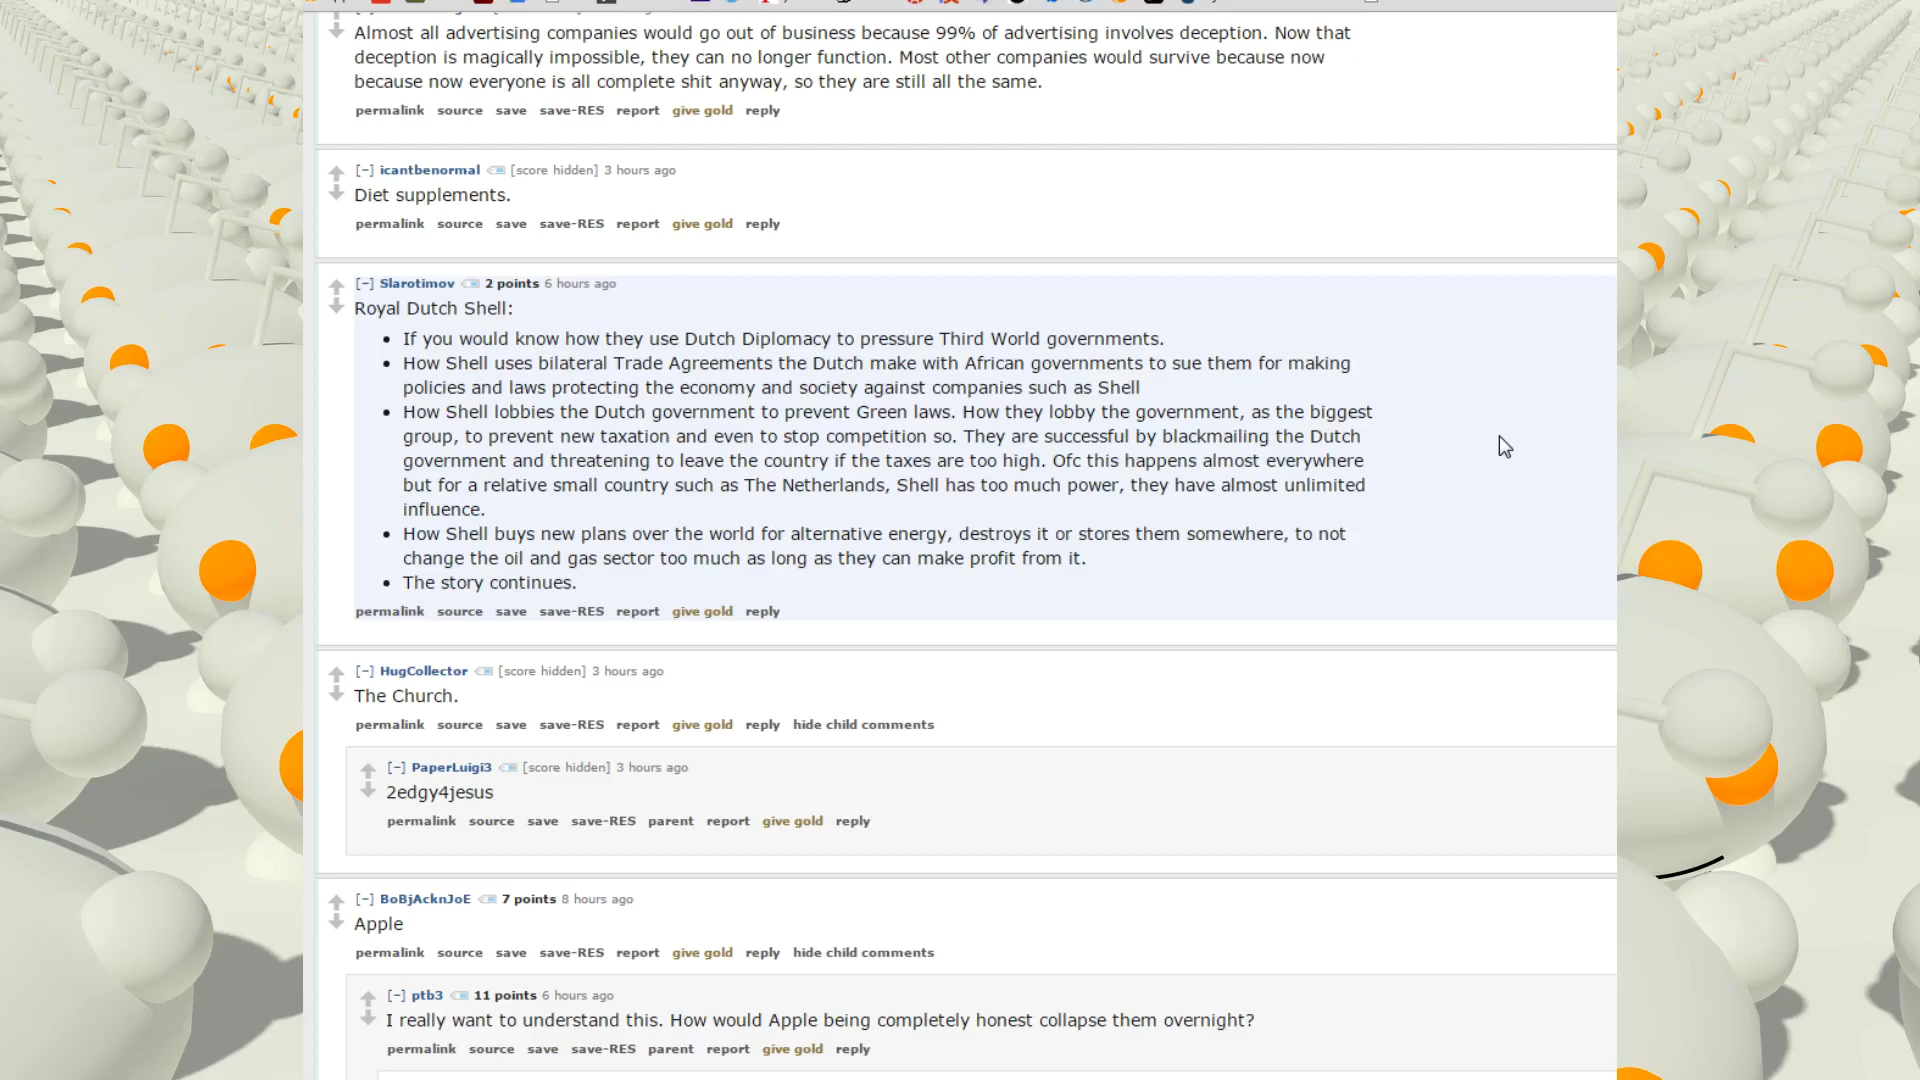 Almost all advertising companies would go out of business because 99% of advertising involves deception. Now that
deception is magically impossible, they can no longer function. Most other companies would survive because now
because now everyone is all complete shit anyway, so they are still all the same.
permalink source save save-RES report give gold reply
[–] icantbenormal [score hidden] 3 hours ago
Diet supplements.
permalink source save save-RES report give gold reply
[–] Slarotimov 2 points 6 hours ago
Royal Dutch Shell:
• If you would know how they use Dutch Diplomacy to pressure Third World governments.
• How Shell uses bilateral Trade Agreements the Dutch make with African governments to sue them for making
policies and laws protecting the economy and society against companies such as Shell
• How Shell lobbies the Dutch government to prevent Green laws. How they lobby the government, as the biggest
group, to prevent new taxation and even to stop competition so. They are successful by blackmailing the Dutch
government and threatening to leave the country if the taxes are too high. Ofc this happens almost everywhere
but for a relative small country such as The Netherlands, Shell has too much power, they have almost unlimited
influence.
• How Shell buys new plans over the world for alternative energy, destroys it or stores them somewhere, to not
change the oil and gas sector too much as long as they can make profit from it.
• The story continues.
permalink source save save-RES report give gold reply
[–] HugCollector [score hidden] 3 hours ago
The Church.
permalink source save save-RES report give gold reply hide child comments
[–] PaperLuigi3 [score hidden] 3 hours ago
2edgy4jesus
permalink source save save-RES parent report give gold reply
[–] BoBjAcknJoE 7 points 8 hours ago
Apple
permalink source save save-RES report give gold reply hide child comments
[–] ptb3 11 points 6 hours ago
I really want to understand this. How would Apple being completely honest collapse them overnight?
permalink source save save-RES parent report give gold reply